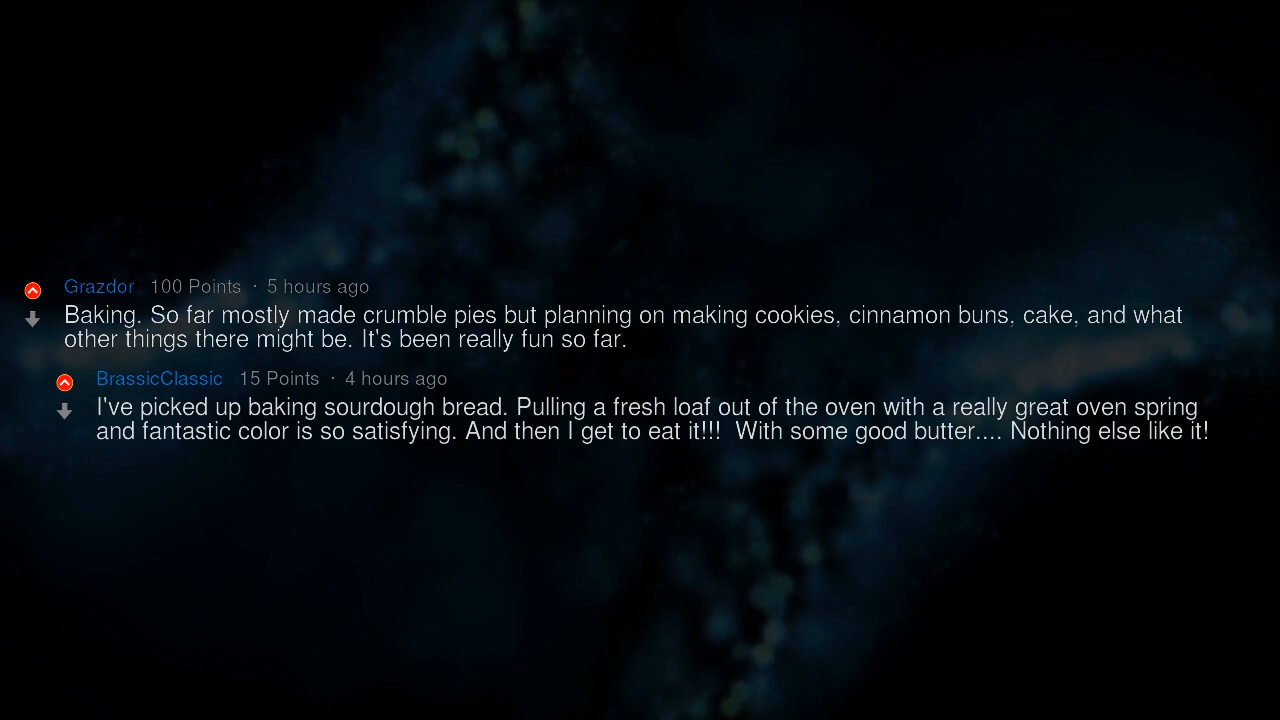 Grazdor 100 Points · 5 hours ago
Baking. So far mostly made crumble pies but planning on making cookies, cinnamon buns, cake, and what
other things there might be. It's been really fun so far.
BrassicClassic 15 Points · 4 hours ago
I've picked up baking sourdough bread. Pulling a fresh loaf out of the oven with a really great oven spring
and fantastic color is so satisfying. And then I get to eat it!!!  With some good butter.... Nothing else like it!